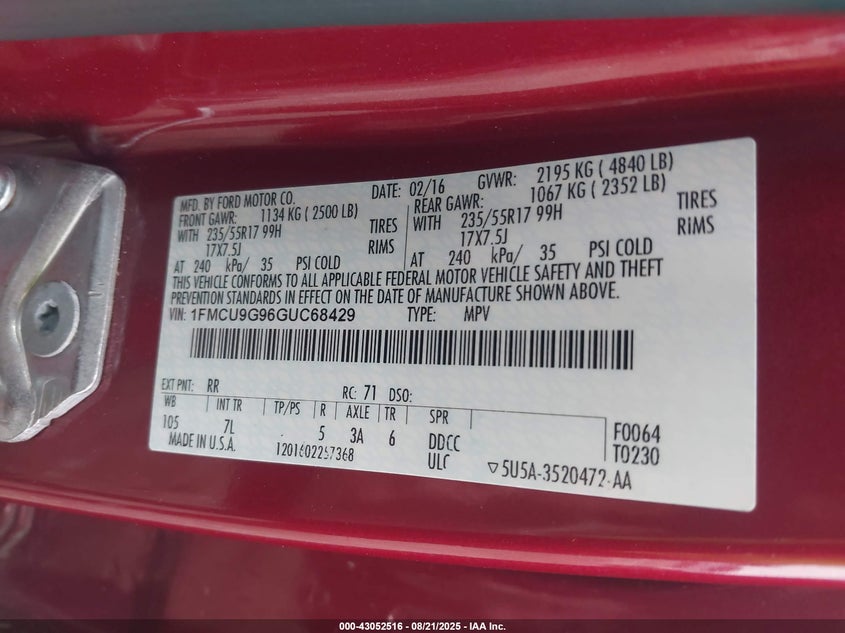 MFD. BY FORD MOTOR CO. DATE: 02/16 GVWR: 2195 KG ( 4840 LB)
FRONT GAWR: 1134 KG ( 2500 LB) REAR GAWR: 1067 KG ( 2352 LB)
WITH 235/55R17 99H TIRES WITH 235/55R17 99H TIRES
17X7.5J RIMS 17X7.5J RIMS
AT 240 kPa/ 35 PSI COLD AT 240 kPa/ 35 PSI COLD
THIS VEHICLE CONFORMS TO ALL APPLICABLE FEDERAL MOTOR VEHICLE SAFETY AND THEFT
PREVENTION STANDARDS IN EFFECT ON THE DATE OF MANUFACTURE SHOWN ABOVE.
VIN: 1FMCU9G96GUC68429 TYPE: MPV
EXT PNT: RR RC: 71 DSO:
WB INT TR TP/PS R AXLE TR SPR
105 7L . 5 3A 6 DDCC F0064
MADE IN U.S.A. ULC T0230
▽5U5A-3520472-AA
000-43052516 - 08/21/2025 - IAA Inc.